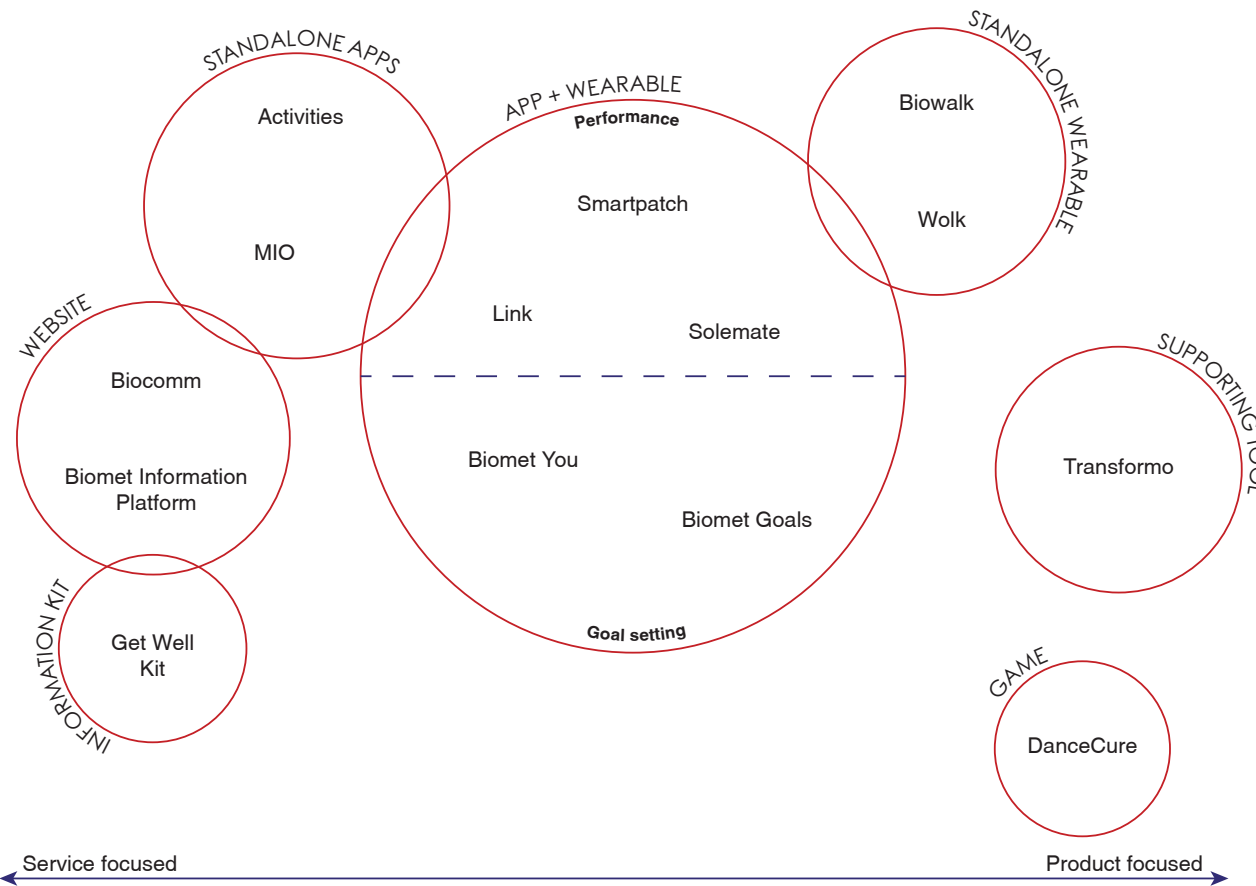 STANDALONE APPS
Activities
MIO
APP + WEARABLE
Performance
Smartpatch
Link
Solemate
Biomet You
Biomet Goals
Goal setting
STANDALONE WEARABLE
Biowalk
Wolk
WEBSITE
Biocomm
Biomet Information
Platform
INFORMATION KIT
Get Well
Kit
SUPPORTING TOOL
Transformo
GAME
DanceCure
Service focused
Product focused